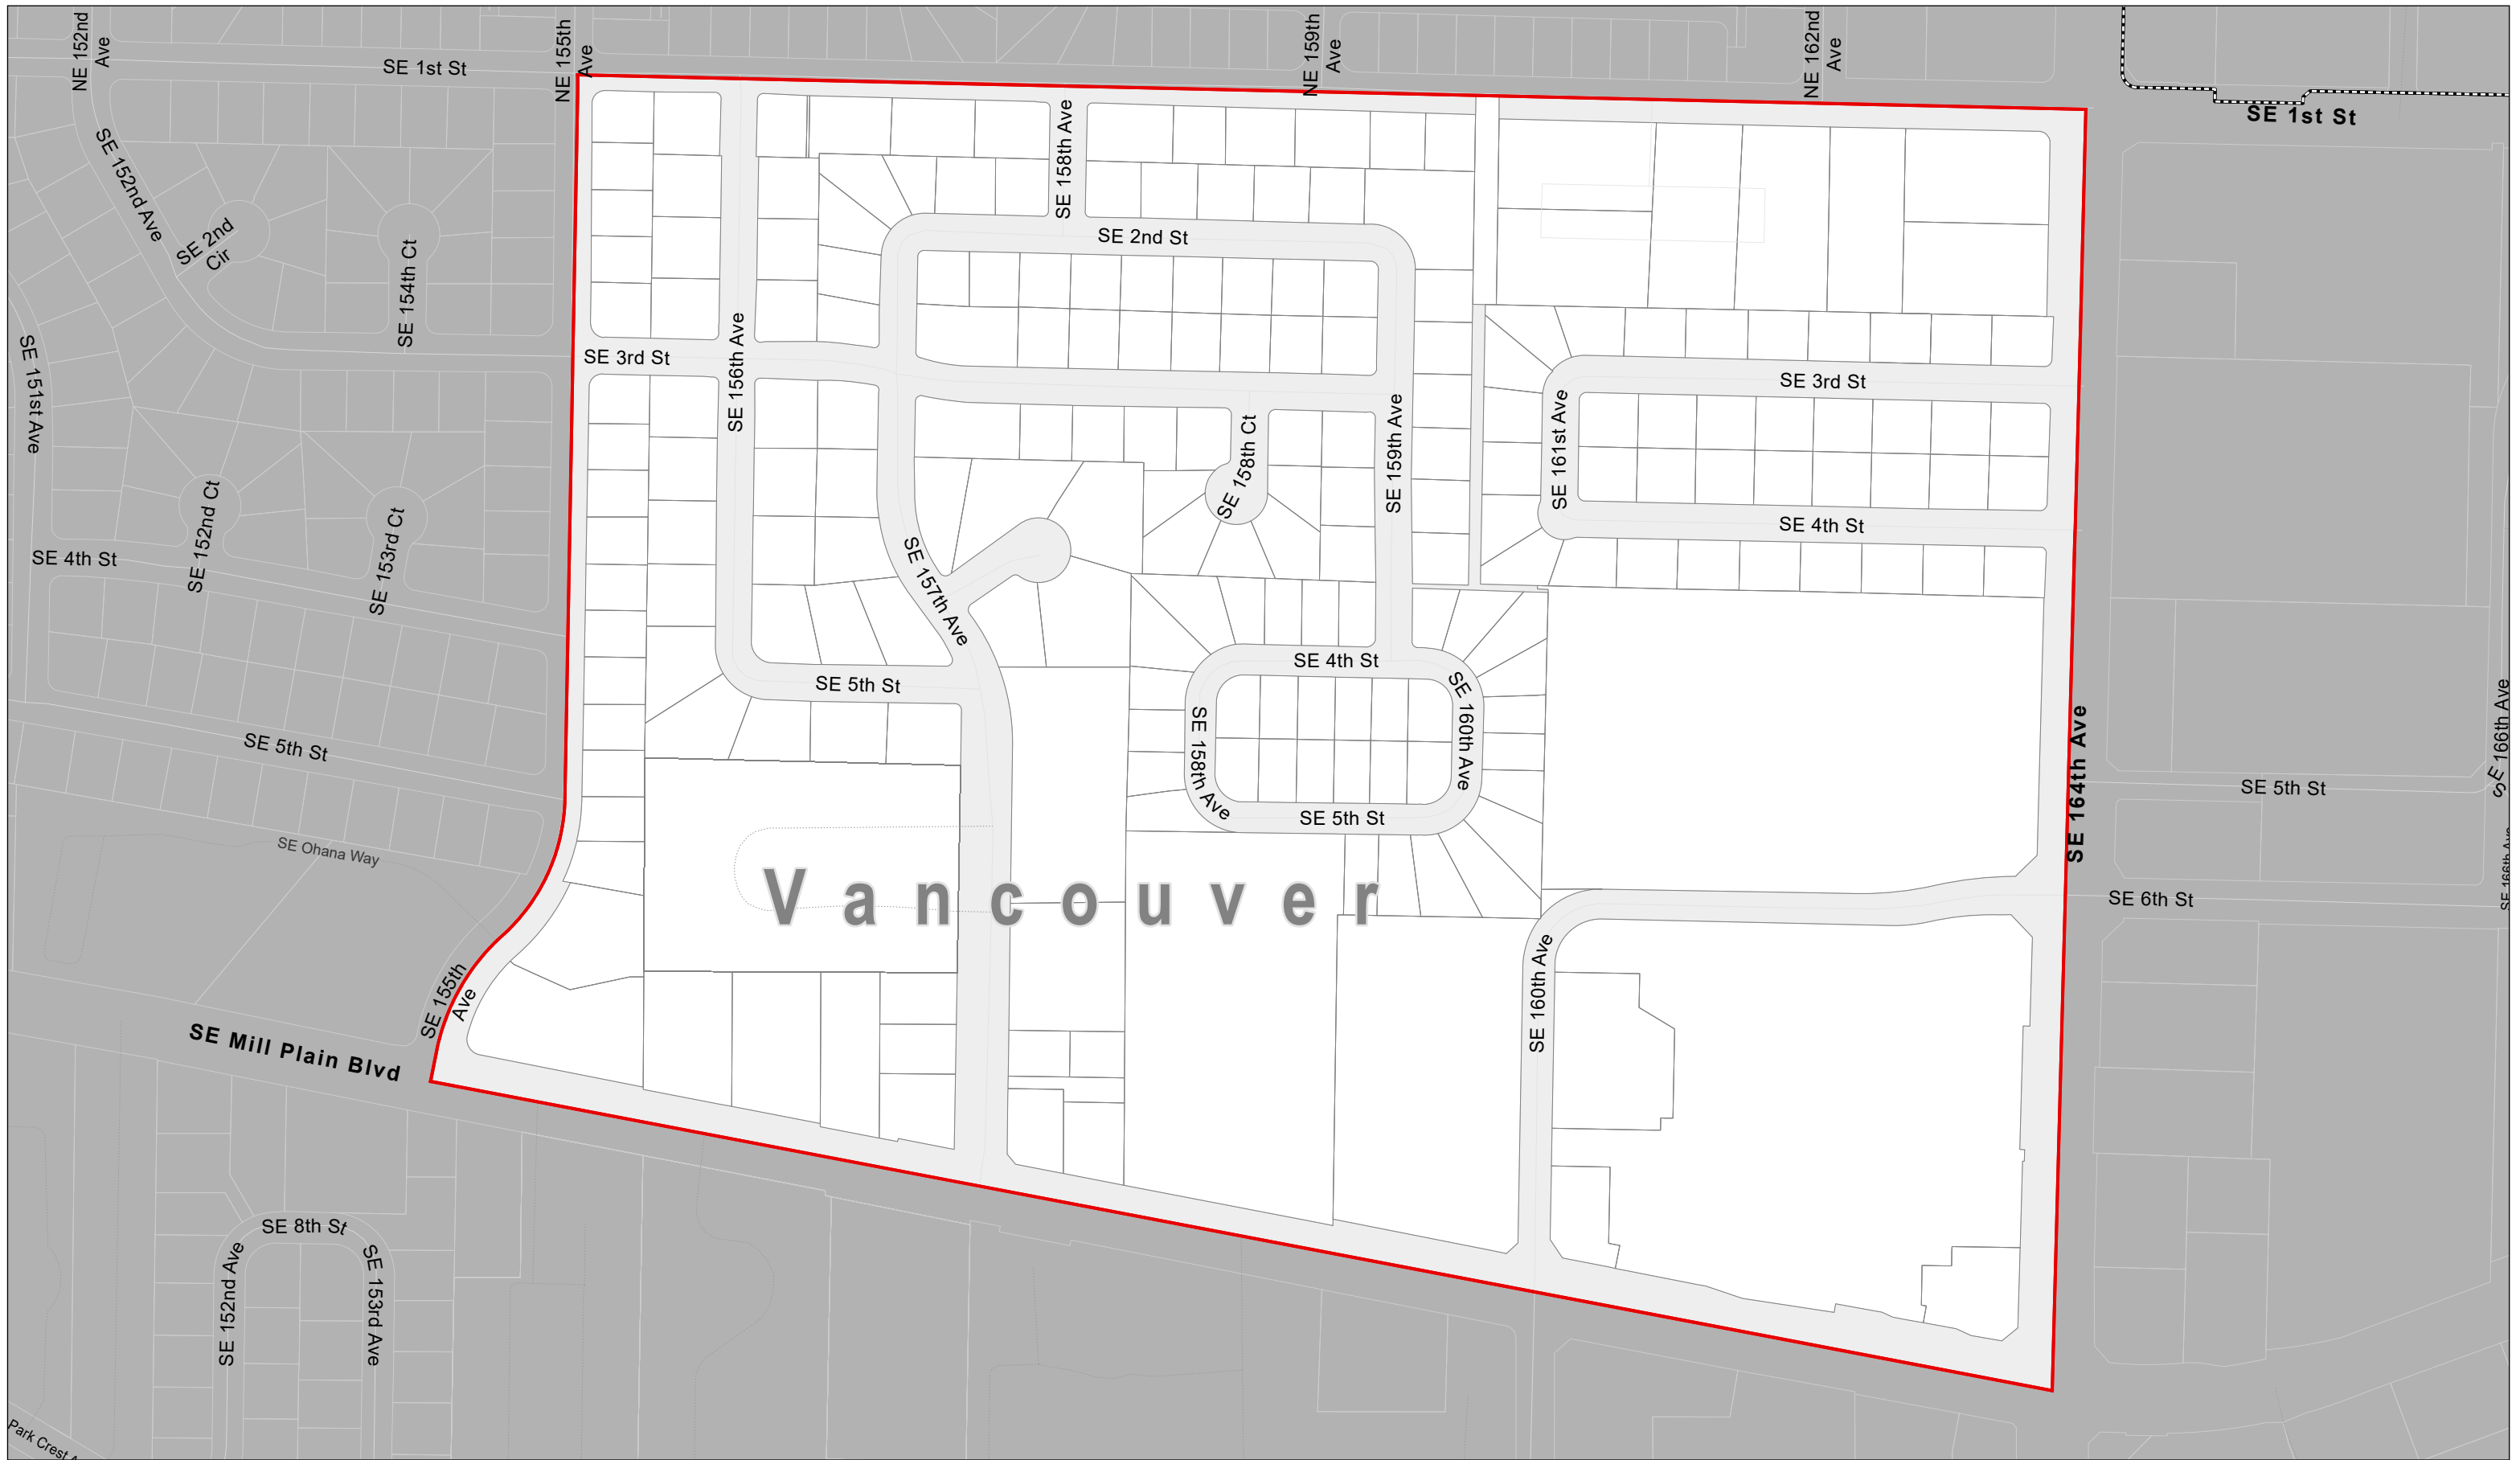 NE 152nd
Ave
SE 1st St
NE 155th
Ave
NE 159th
Ave
NE 162nd
Ave
SE 1st St
SE 152nd Ave
SE 2nd
Cir
SE 154th Ct
SE 158th Ave
SE 2nd St
SE 151st Ave
SE 3rd St
SE 156th Ave
SE 3rd St
SE 158th Ct
SE 159th Ave
SE 161st Ave
SE 4th St
SE 152nd Ct
SE 153rd Ct
SE 4th St
SE 157th Ave
SE 5th St
SE 4th St
SE 160th Ave
SE 158th Ave
SE 5th St
SE 5th St
SE Ohana Way
SE 164th Ave
SE 5th St
SE 166th Ave
SE 166th Ave
SE 6th St
Vancouver
SE 155th
Ave
SE 160th Ave
SE Mill Plain Blvd
SE 8th St
SE 152nd Ave
SE 153rd Ave
Park Crest A